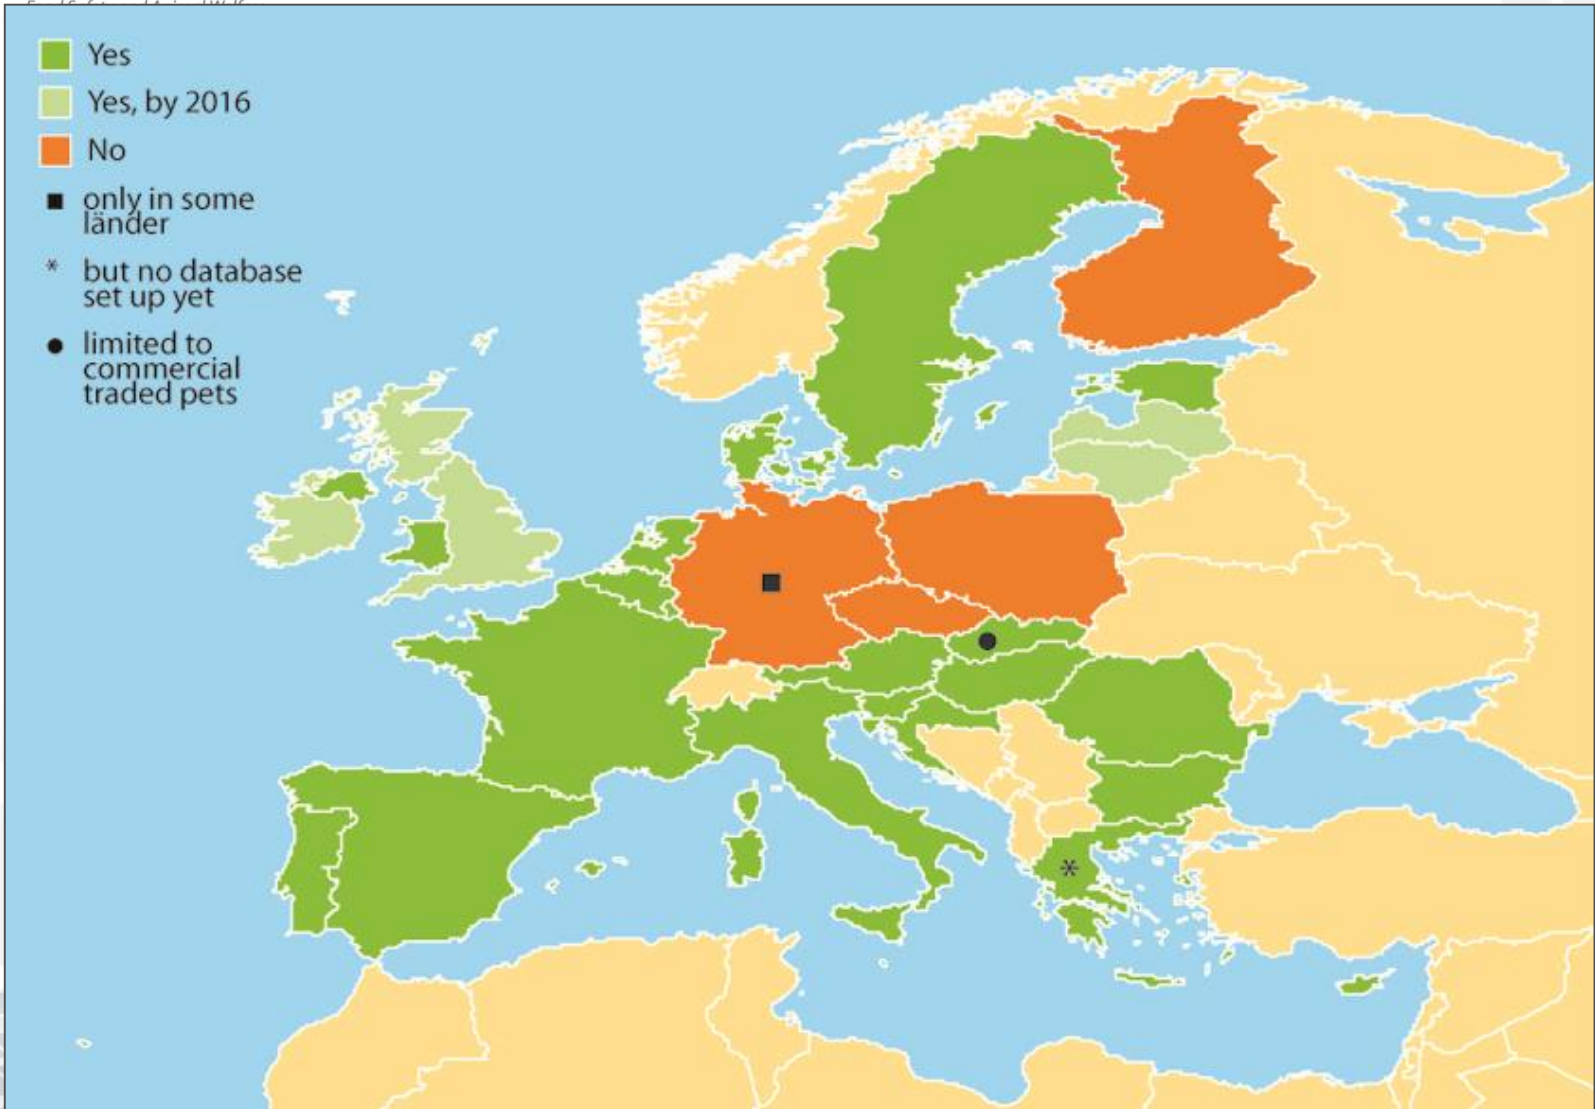 Yes
Yes, by 2016
No
■ only in some
länder
* but no database
set up yet
● limited to
commercial
traded pets